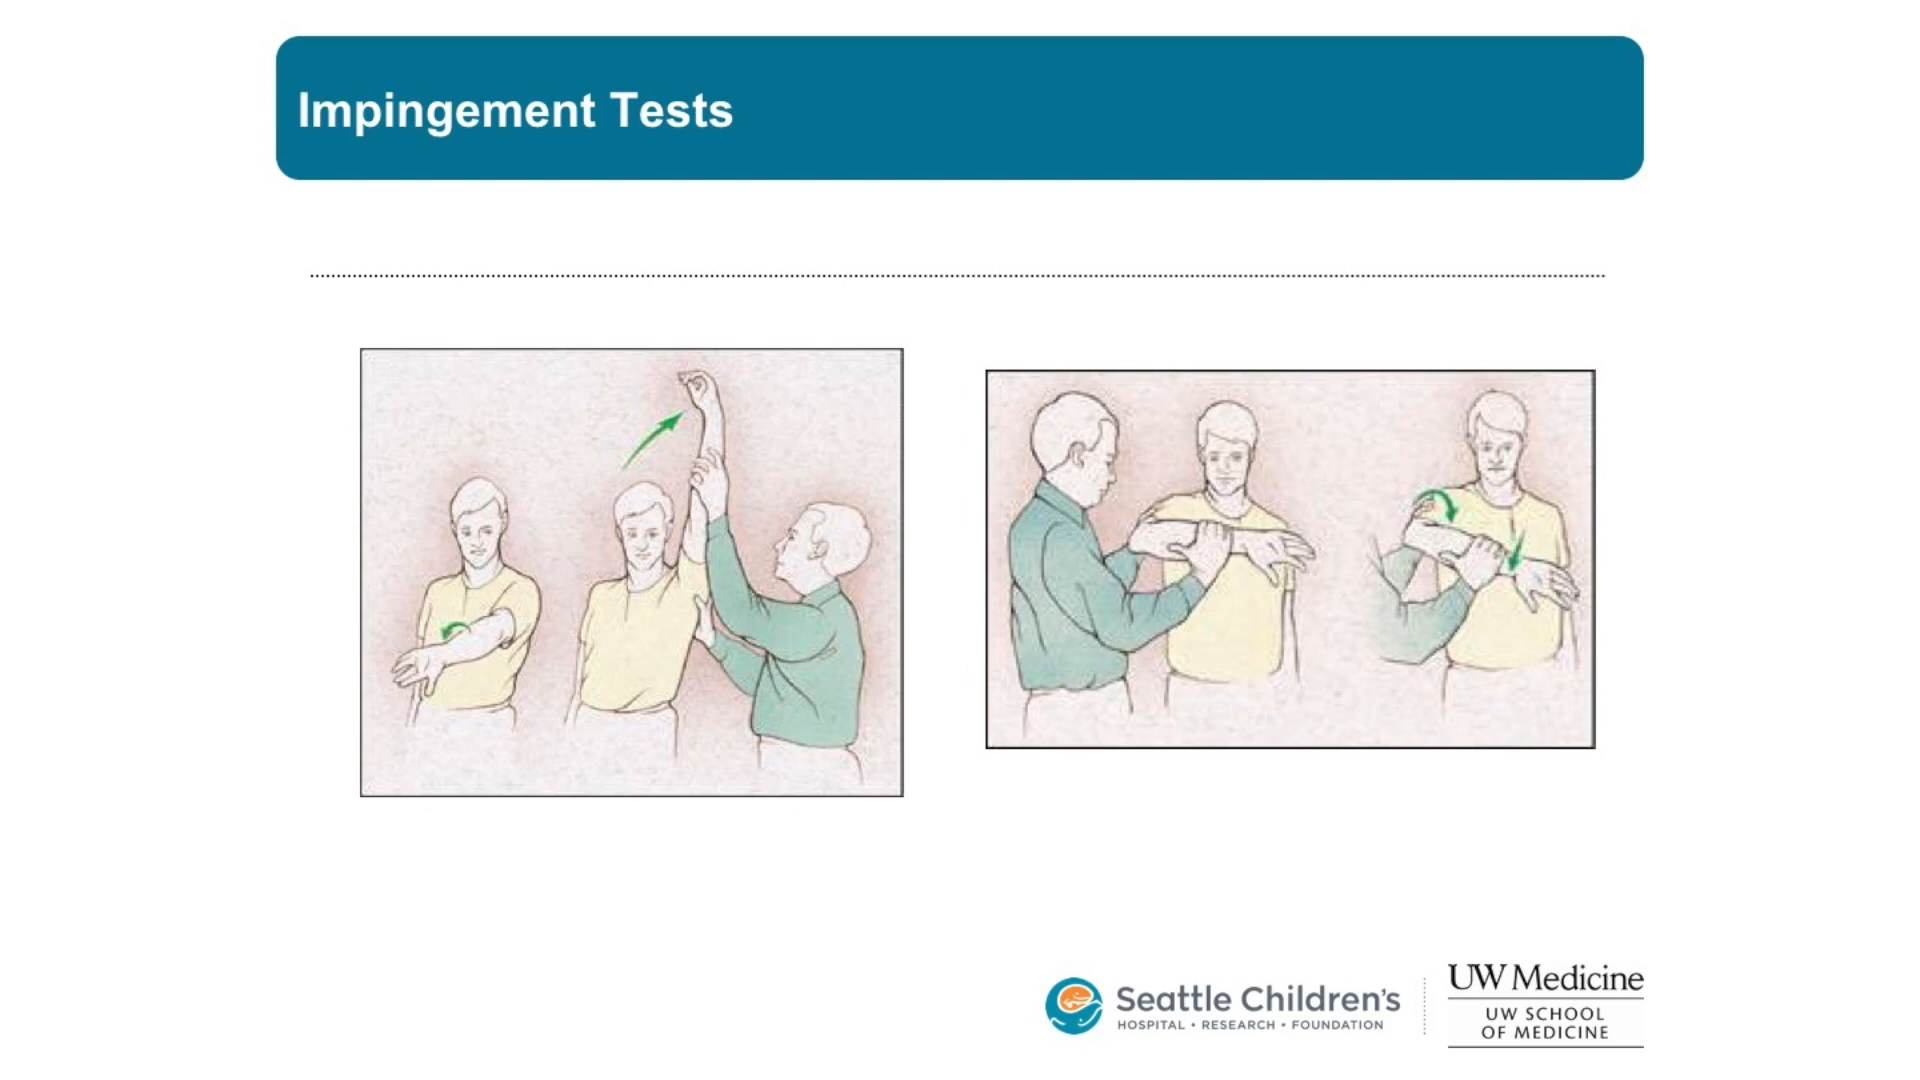 Impingement Tests
Seattle Children's
HOSPITAL • RESEARCH • FOUNDATION
UW Medicine
UW SCHOOL
OF MEDICINE